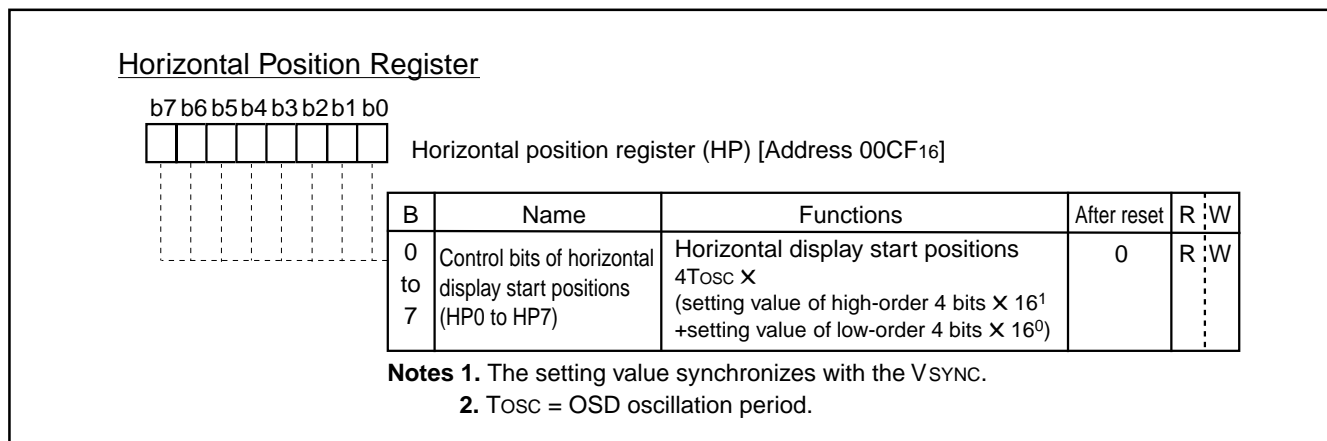 Horizontal Position Register
b7 b6 b5 b4 b3 b2 b1 b0
Horizontal position register (HP) [Address 00CF16]
B Name Functions After reset R W
0 to 7 Control bits of horizontal display start positions (HP0 to HP7) Horizontal display start positions 0 R W
4TOSC ×
(setting value of high-order 4 bits × 16¹
+setting value of low-order 4 bits × 16⁰)
Notes 1. The setting value synchronizes with the VSYNC.
2. TOSC = OSD oscillation period.